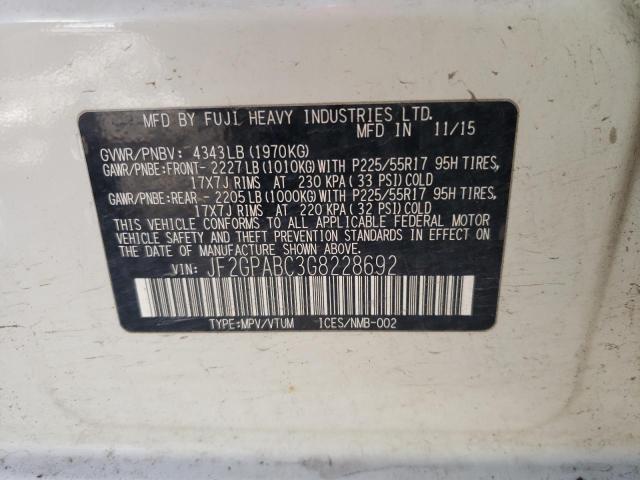 MFD BY FUJI HEAVY INDUSTRIES LTD.
MFD IN 11/15
GVWR/PNBV: 4343LB (1970KG)
GAWR/PNBE:FRONT- 2227LB (1010KG) WITH P225/55R17 95H TIRES,
17X7J RIMS AT 230 KPA (33 PSI) COLD
GAWR/PNBE:REAR - 2205LB (1000KG) WITH P225/55R17 95H TIRES,
17X7J RIMS AT 220 KPA (32 PSI) COLD
THIS VEHICLE CONFORMS TO ALL APPLICABLE FEDERAL MOTOR
VEHICLE SAFETY AND THEFT PREVENTION STANDARDS IN EFFECT
ON THE DATE OF MANUFACTURE SHOWN ABOVE.
VIN: JF2GPABC3G8228692
TYPE:MPV/VTUM ICES/NMB-002